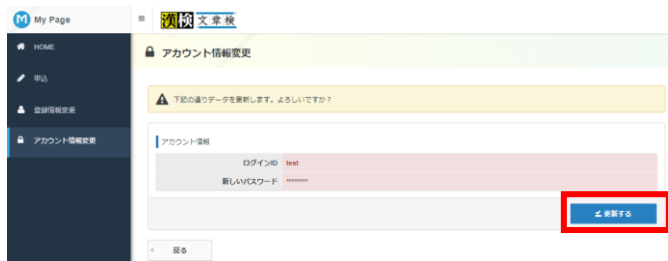 M My Page
≡ 漢検 文章検
HOME
アカウント情報変更
申込
下記の通りデータを更新します。よろしいですか？
登録情報変更
アカウント情報変更
アカウント情報
ログインID test
新しいパスワード ********
更新する
< 戻る